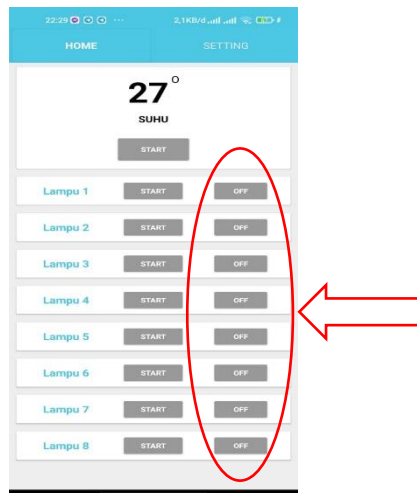 22:29 ··· 2,1KB/d
HOME SETTING
27°
SUHU
START
Lampu 1 START OFF
Lampu 2 START OFF
Lampu 3 START OFF
Lampu 4 START OFF
Lampu 5 START OFF
Lampu 6 START OFF
Lampu 7 START OFF
Lampu 8 START OFF